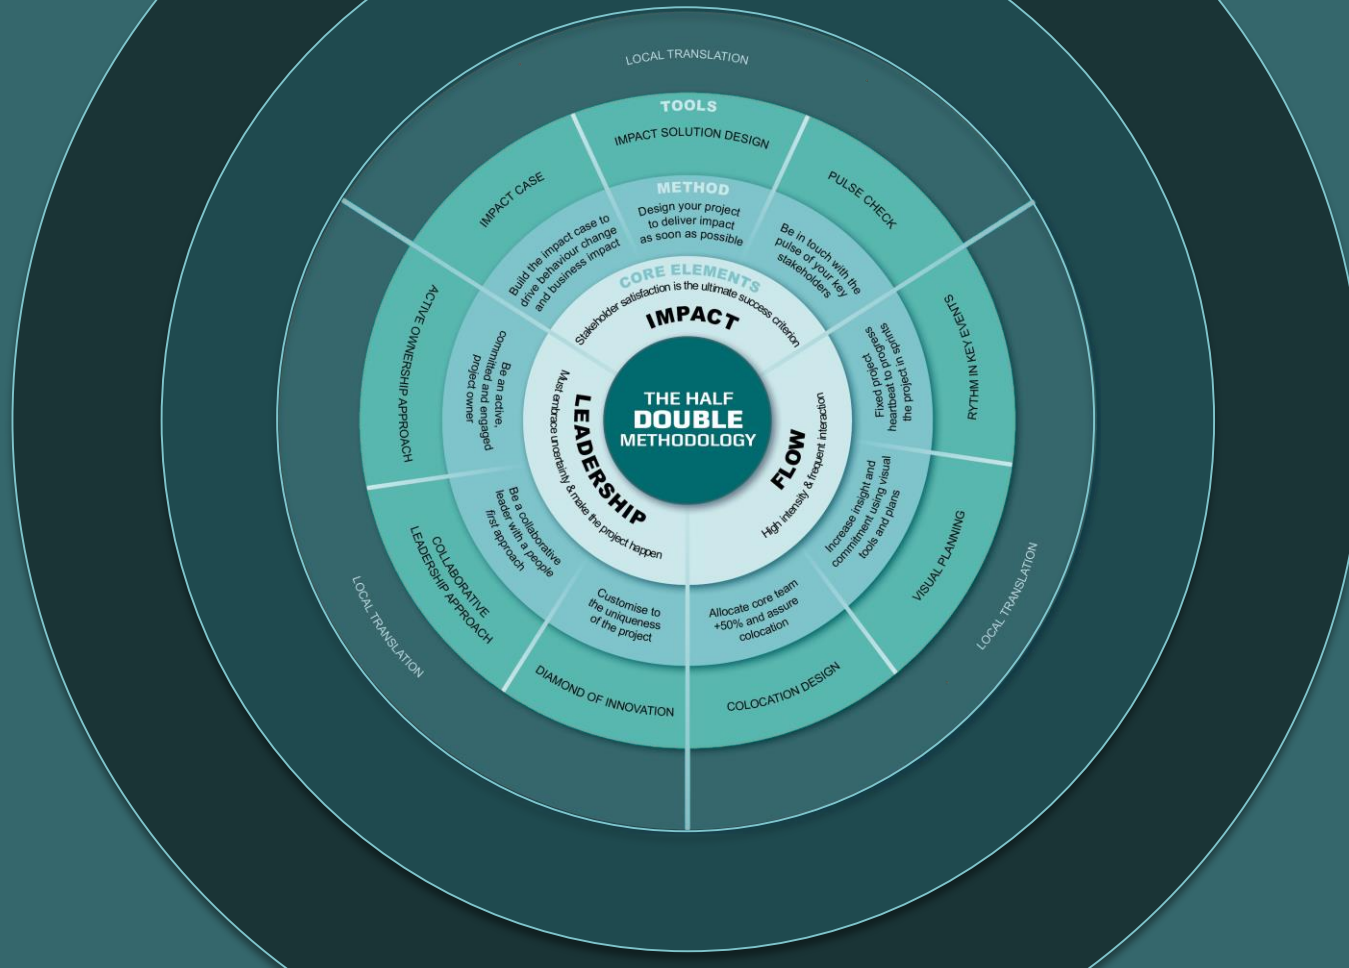 LOCAL TRANSLATION
TOOLS
IMPACT CASE
IMPACT SOLUTION DESIGN
PULSE CHECK
METHOD
Build the impact case to
drive behaviour change
and business impact
Design your project
to deliver impact
as soon as possible
Be in touch with the
pulse of your key
stakeholders
CORE ELEMENTS
Stakeholder satisfaction is the ultimate success criterion
IMPACT
THE HALF
DOUBLE
METHODOLOGY
FLOW
High intensity & frequent interaction
Fixed project
heartbeat to progress
the project in sprints
RYTHM IN KEY EVENTS
Increase insight and
commitment using visual
tools and plans
VISUAL PLANNING
Allocate core team
+50% and assure
colocation
COLOCATION DESIGN
LOCAL TRANSLATION
LEADERSHIP
Must embrace uncertainty & make the project happen
Customise to
the uniqueness
of the project
DIAMOND OF INNOVATION
Be a collaborative
leader with a people
first approach
COLLABORATIVE
LEADERSHIP APPROACH
Be an active,
committed and engaged
project owner
ACTIVE OWNERSHIP APPROACH
LOCAL TRANSLATION